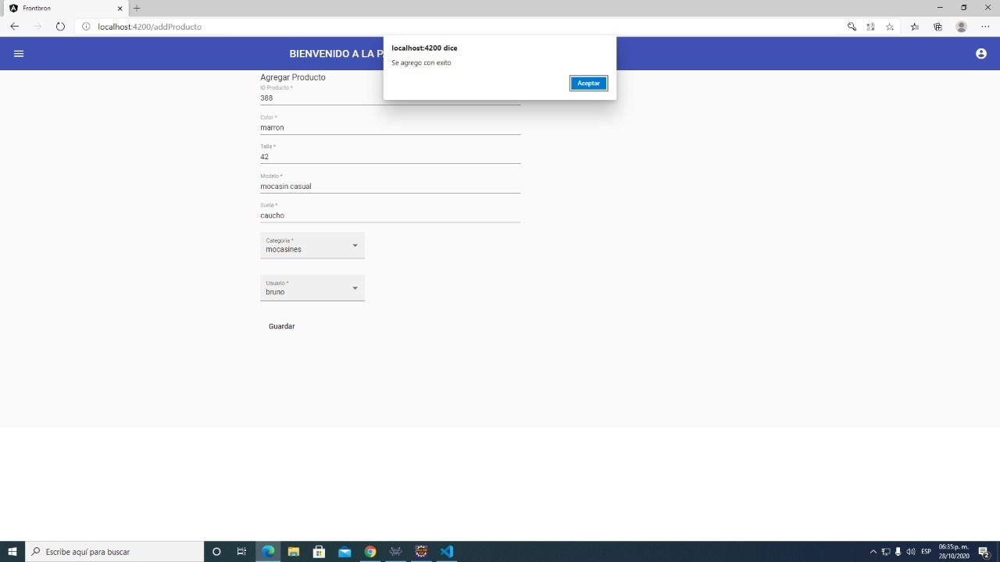 Frontbron
localhost:4200/addProducto
BIENVENIDO A LA P
localhost:4200 dice
Se agrego con exito
Aceptar
Agregar Producto
ID Producto *
388
Color *
marron
Talla *
42
Modelo *
mocasin casual
Suela *
caucho
Categoria *
mocasines
Usuario *
bruno
Guardar
Escribe aquí para buscar
ESP
06:35p. m.
28/10/2020
2